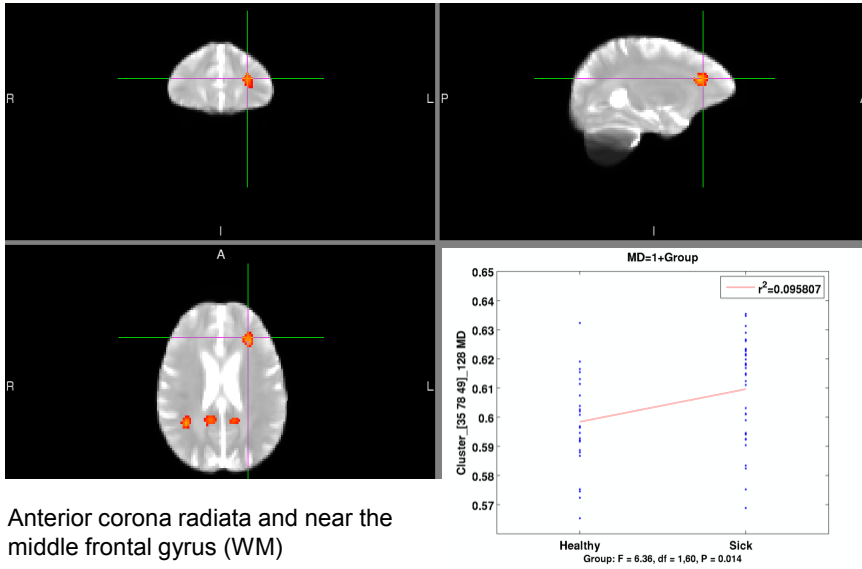 R
L
I
P
A
I
A
R
L
MD=1+Group
r²=0.095807
0.65
0.64
0.63
0.62
0.61
0.6
0.59
0.58
0.57
Cluster_[35 78 49]_128 MD
Healthy
Sick
Group: F = 6.36, df = 1,60, P = 0.014
Anterior corona radiata and near the
middle frontal gyrus (WM)